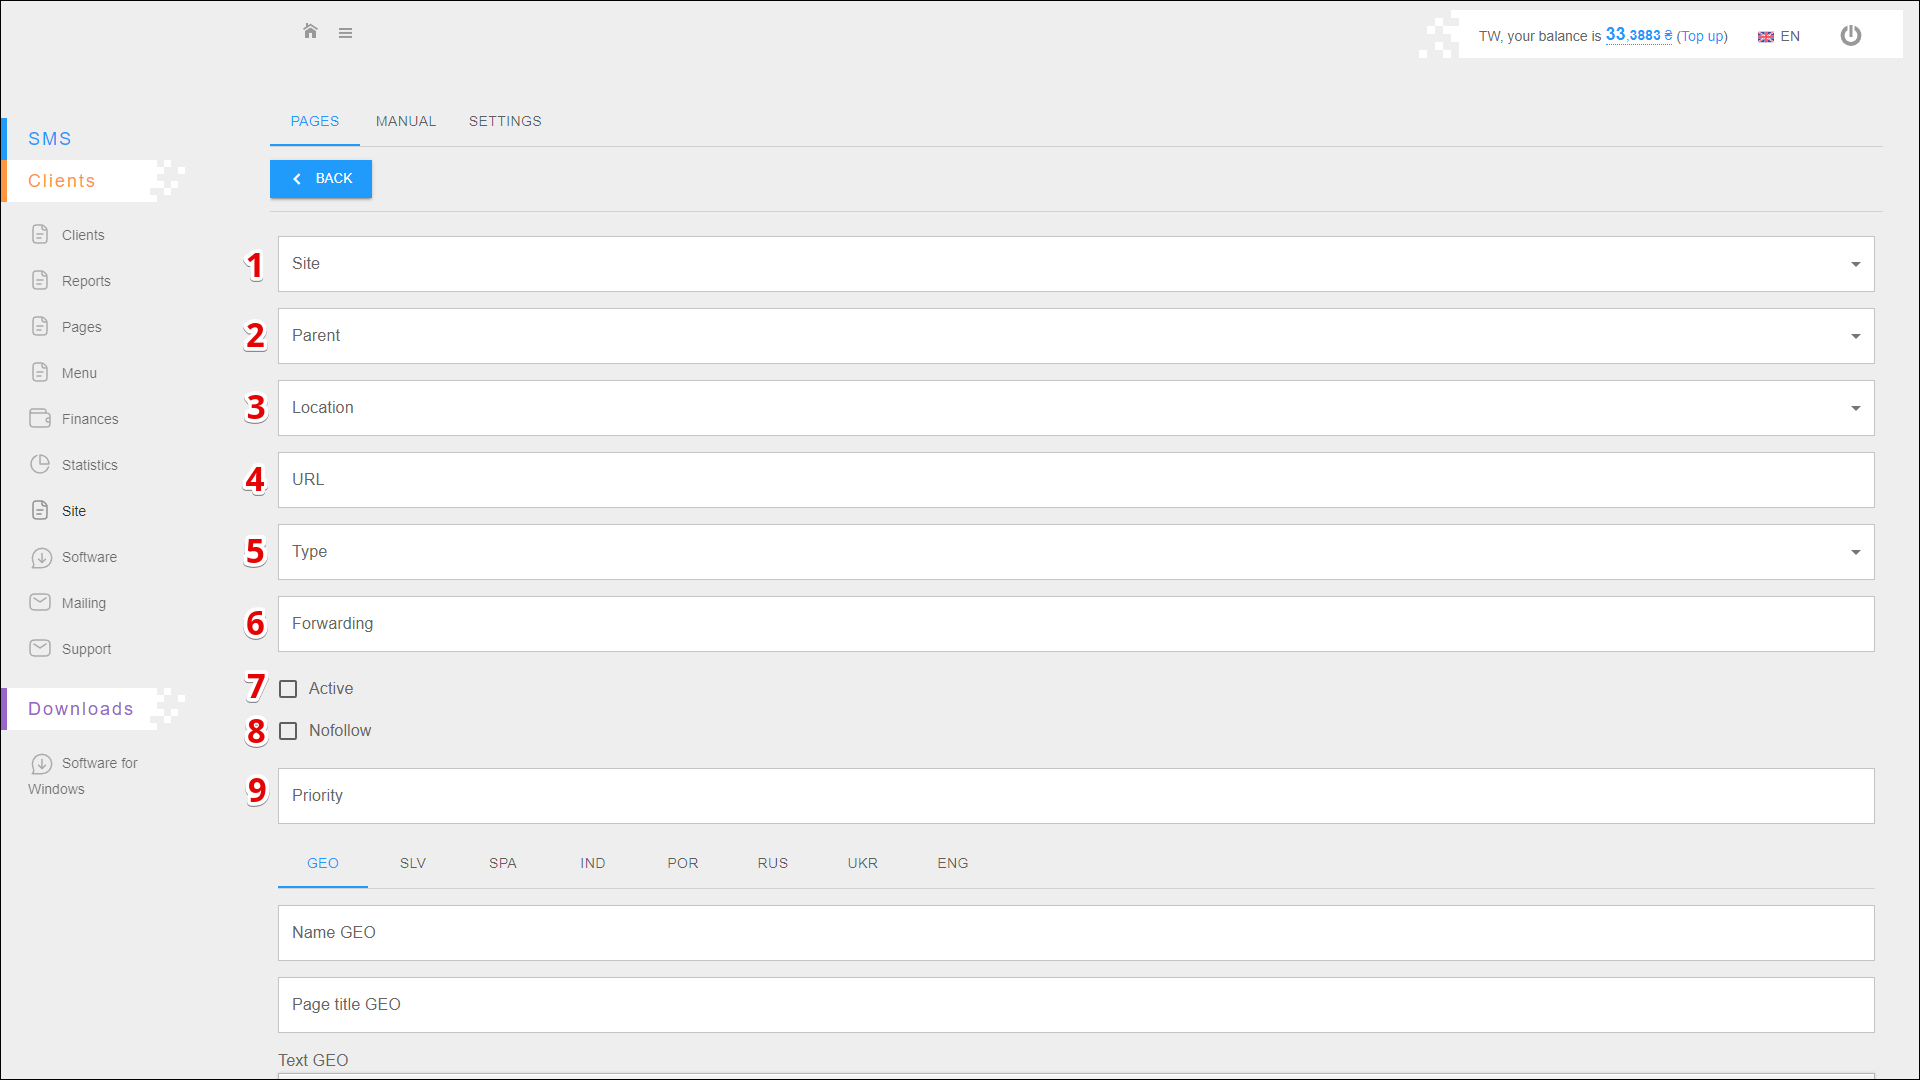 TW, your balance is 33,3883 ₴ (Top up) EN
SMS
Clients
Clients
Reports
Pages
Menu
Finances
Statistics
Site
Software
Mailing
Support
Downloads
Software for
Windows
PAGES MANUAL SETTINGS
BACK
1 Site
2 Parent
3 Location
4 URL
5 Type
6 Forwarding
7 Active
8 Nofollow
9 Priority
GEO SLV SPA IND POR RUS UKR ENG
Name GEO
Page title GEO
Text GEO